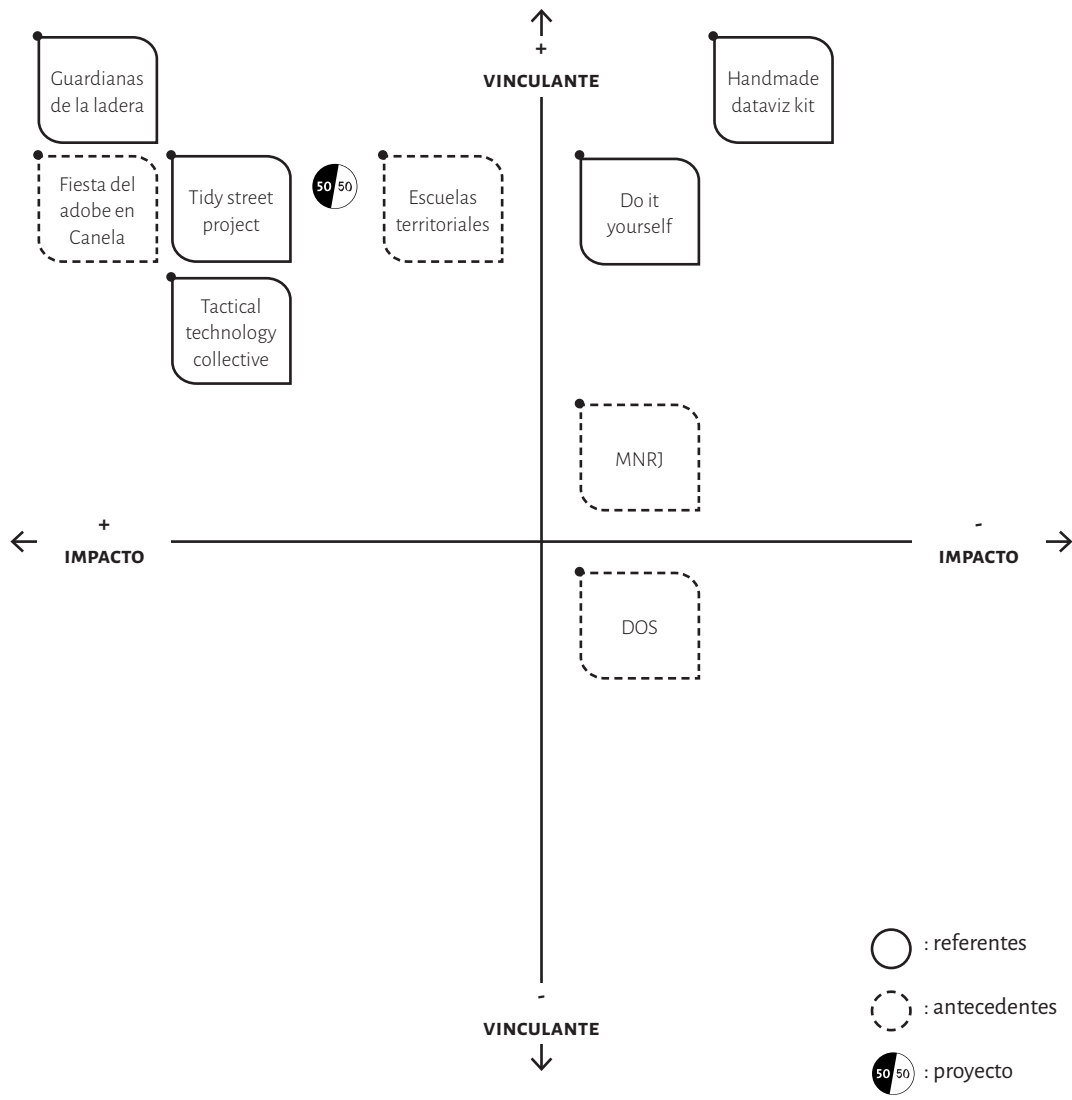 +
VINCULANTE
Guardianas
de la ladera
Handmade
dataviz kit
Fiesta del
adobe en
Canela
Tidy street
project
50 50
Escuelas
territoriales
Do it
yourself
Tactical
technology
collective
MNRJ
+
IMPACTO
-
IMPACTO
DOS
-
VINCULANTE
: referentes
: antecedentes
50 50 : proyecto